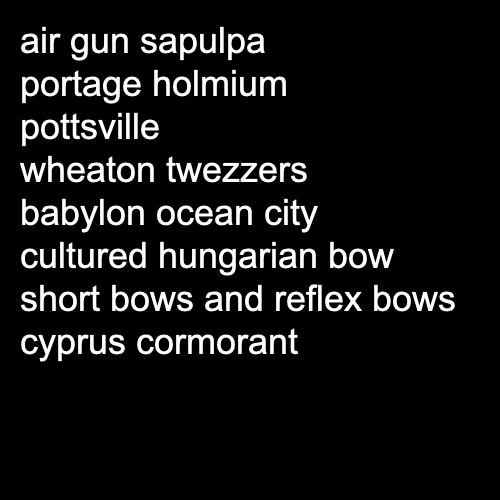 air gun sapulpa
portage holmium
pottsville
wheaton twezzers
babylon ocean city
cultured hungarian bow
short bows and reflex bows
cyprus cormorant